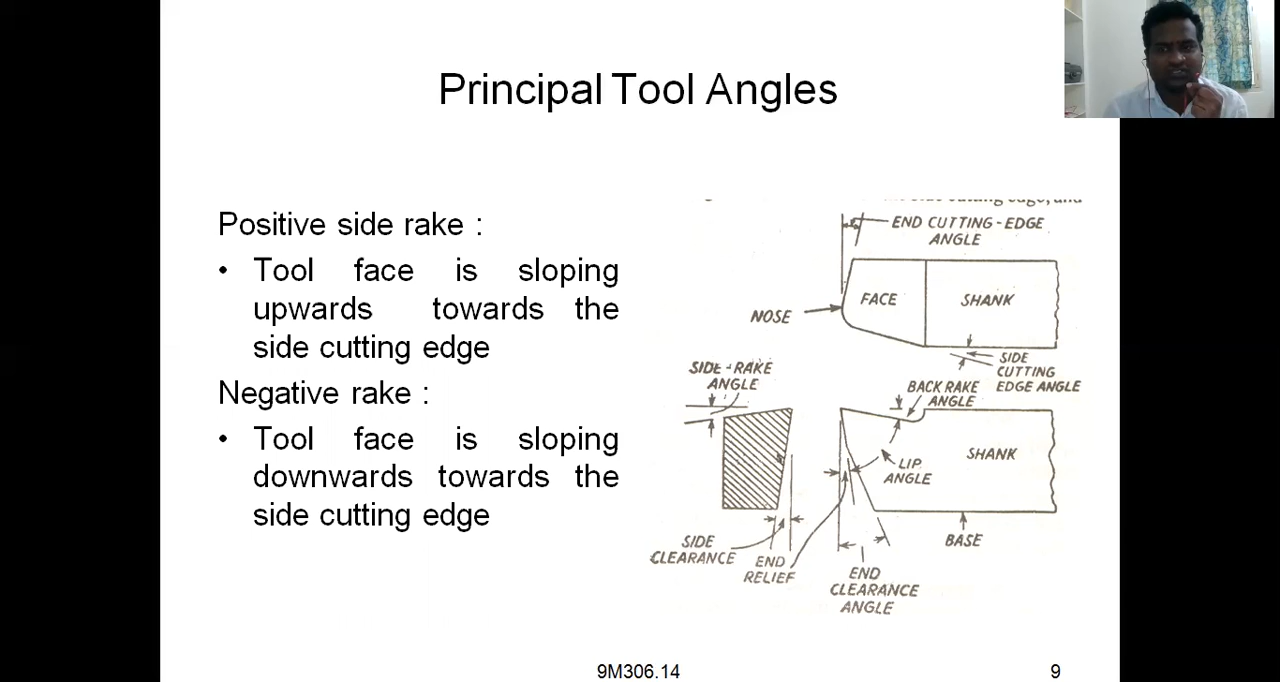 Principal Tool Angles
Positive side rake :
• Tool face is sloping
upwards towards the
side cutting edge
Negative rake :
• Tool face is sloping
downwards towards the
side cutting edge
cutting edge, and
END CUTTING-EDGE
ANGLE
FACE
SHANK
NOSE
SIDE
CUTTING
EDGE ANGLE
SIDE-RAKE
ANGLE
BACK RAKE
ANGLE
SHANK
LIP
ANGLE
BASE
SIDE
CLEARANCE
END
RELIEF
END
CLEARANCE
ANGLE
9M306.14
9